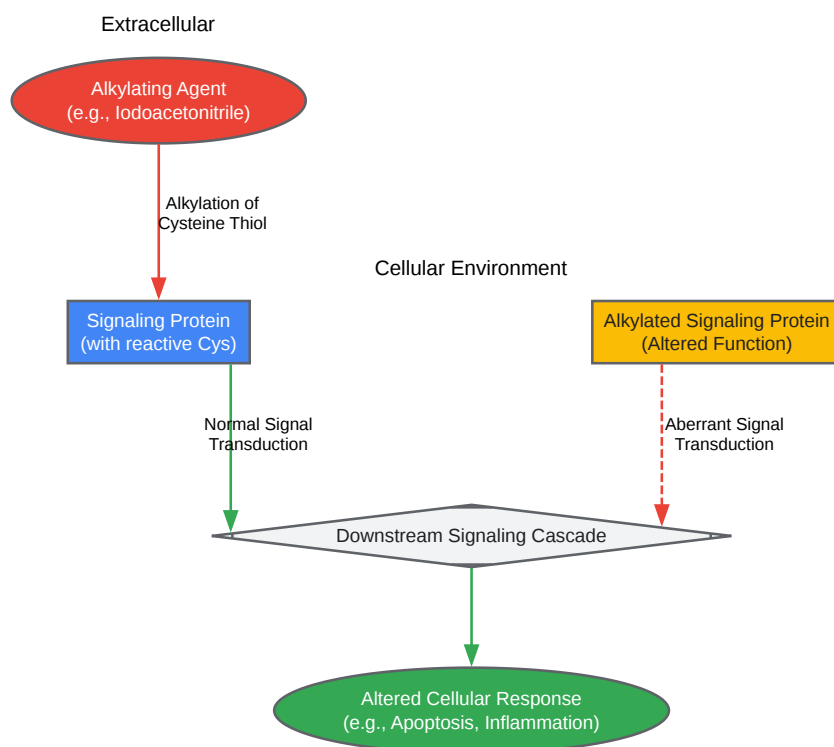 Extracellular
Alkylating Agent
(e.g., Iodoacetonitrile)
Alkylation of
Cysteine Thiol
Cellular Environment
Signaling Protein
(with reactive Cys)
Alkylated Signaling Protein
(Altered Function)
Normal Signal
Transduction
Aberrant Signal
Transduction
Downstream Signaling Cascade
Altered Cellular Response
(e.g., Apoptosis, Inflammation)